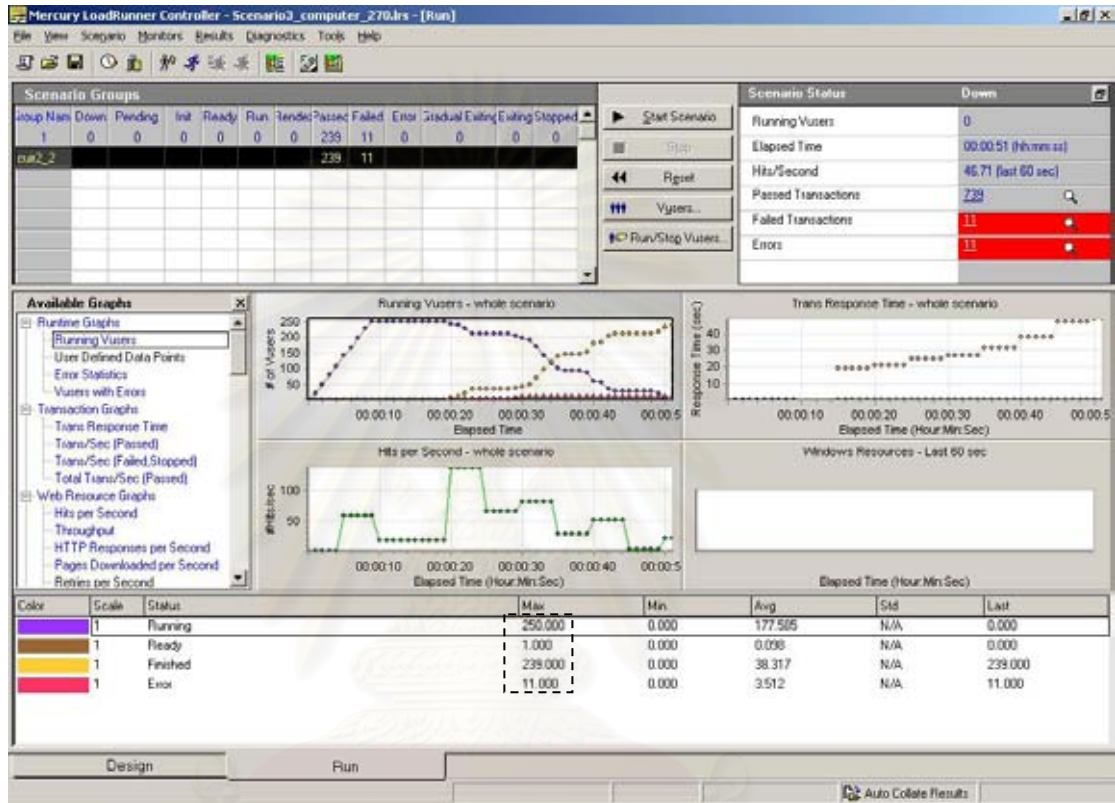 Mercury LoadRunner Controller - Scenario3_computer_270.lrs - [Run]
File View Scenario Monitors Results Diagnostics Tools Help
Scenario Groups
Group Nam Down Pending Init Ready Run Rendez Passed Failed Error Gradual Exiting Exiting Stopped
1 0 0 0 0 0 0 239 11 0 0 0 0
239 11
Start Scenario
Stop
Reset
Vusers...
Run/Stop Vusers...
Scenario Status Down
Running Vusers 0
Elapsed Time 00:00:51 (hh:mm:ss)
Hits/Second 46.71 (last 60 sec)
Passed Transactions 239
Failed Transactions 11
Errors 11
Available Graphs
Runtime Graphs
Running Vusers
User Defined Data Points
Error Statistics
Vusers with Errors
Transaction Graphs
Trans Response Time
Trans/Sec (Passed)
Trans/Sec (Failed,Stopped)
Total Trans/Sec (Passed)
Web Resource Graphs
Hits per Second
Throughput
HTTP Responses per Second
Pages Downloaded per Second
Retries per Second
Running Vusers - whole scenario
# of Vusers
250
200
150
100
50
00:00:10 00:00:20 00:00:30 00:00:40 00:00:5
Elapsed Time
Trans Response Time - whole scenario
Response Time (sec)
40
30
20
10
00:00:10 00:00:20 00:00:30 00:00:40 00:00:5
Elapsed Time (Hour:Min:Sec)
Hits per Second - whole scenario
#Hits/sec
100
50
00:00:10 00:00:20 00:00:30 00:00:40 00:00:5
Elapsed Time (Hour:Min:Sec)
Windows Resources - Last 60 sec
Elapsed Time (Hour:Min:Sec)
Color Scale Status Max Min Avg Std Last
1 Running 250.000 0.000 177.585 N/A 0.000
1 Ready 1.000 0.000 0.098 N/A 0.000
1 Finished 239.000 0.000 38.317 N/A 239.000
1 Error 11.000 0.000 3.512 N/A 11.000
Design Run
Auto Collate Results